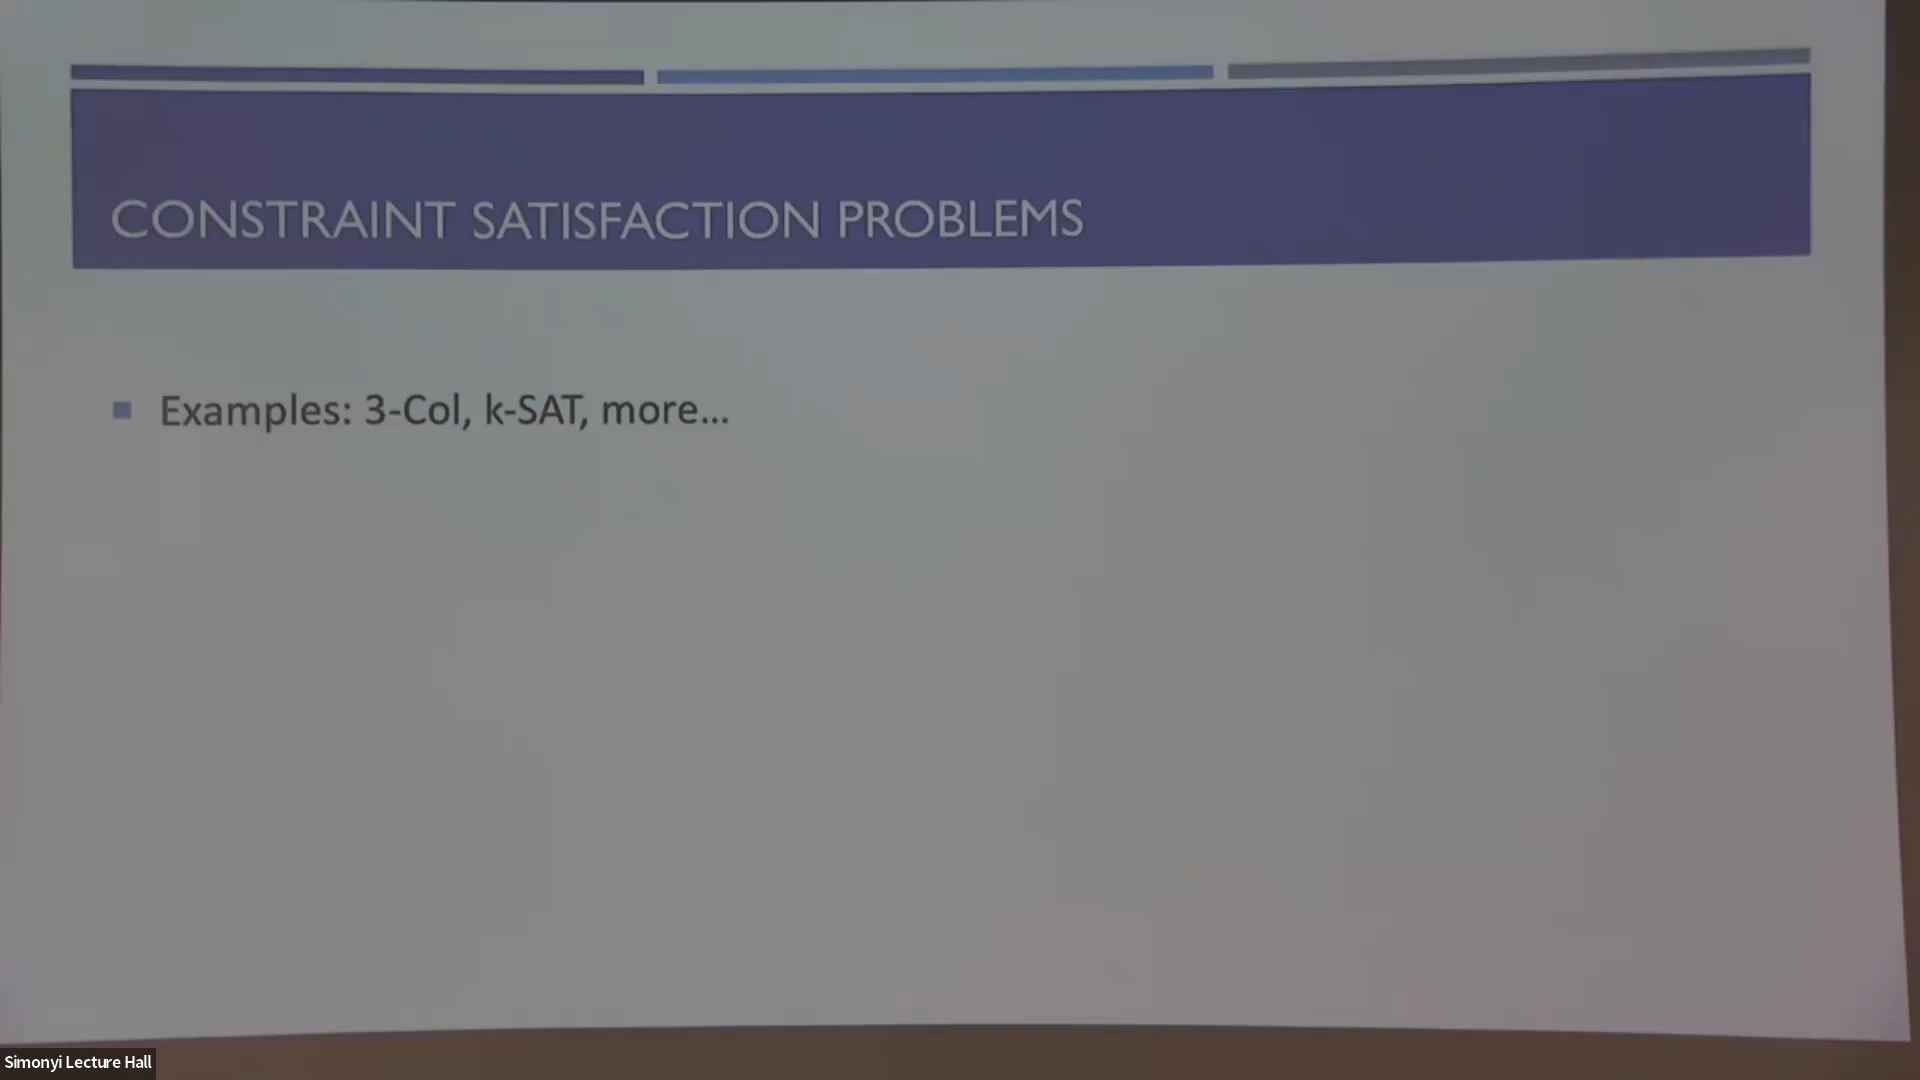 CONSTRAINT SATISFACTION PROBLEMS
Examples: 3-Col, k-SAT, more...
Simonyi Lecture Hall